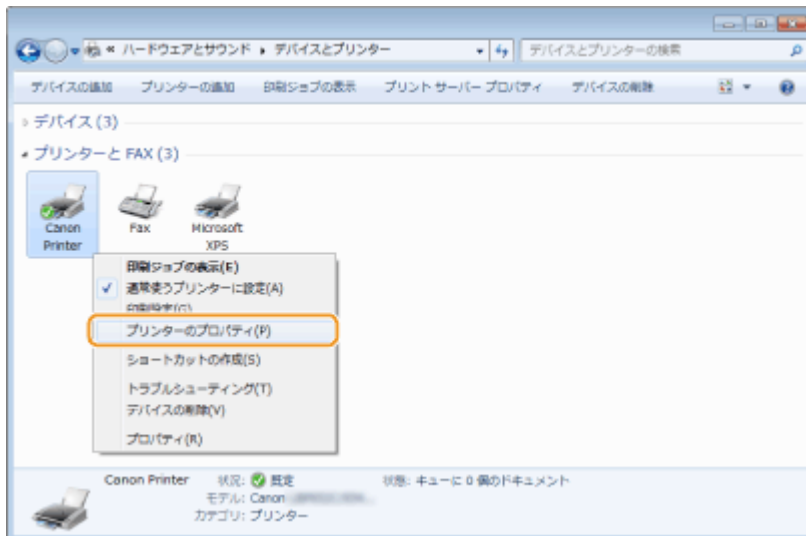 « ハードウェアとサウンド ▸ デバイスとプリンター
デバイスとプリンターの検索
デバイスの追加 プリンターの追加 印刷ジョブの表示 プリント サーバー プロパティ デバイスの削除
デバイス (3)
プリンターと FAX (3)
Canon Printer
Fax
Microsoft XPS
印刷ジョブの表示(E)
通常使うプリンターに設定(A)
印刷設定(G)
プリンターのプロパティ(P)
ショートカットの作成(S)
トラブルシューティング(T)
デバイスの削除(V)
プロパティ(R)
Canon Printer 状況: 既定 状態: キューに 0 個のドキュメント
モデル: Canon
カテゴリ: プリンター